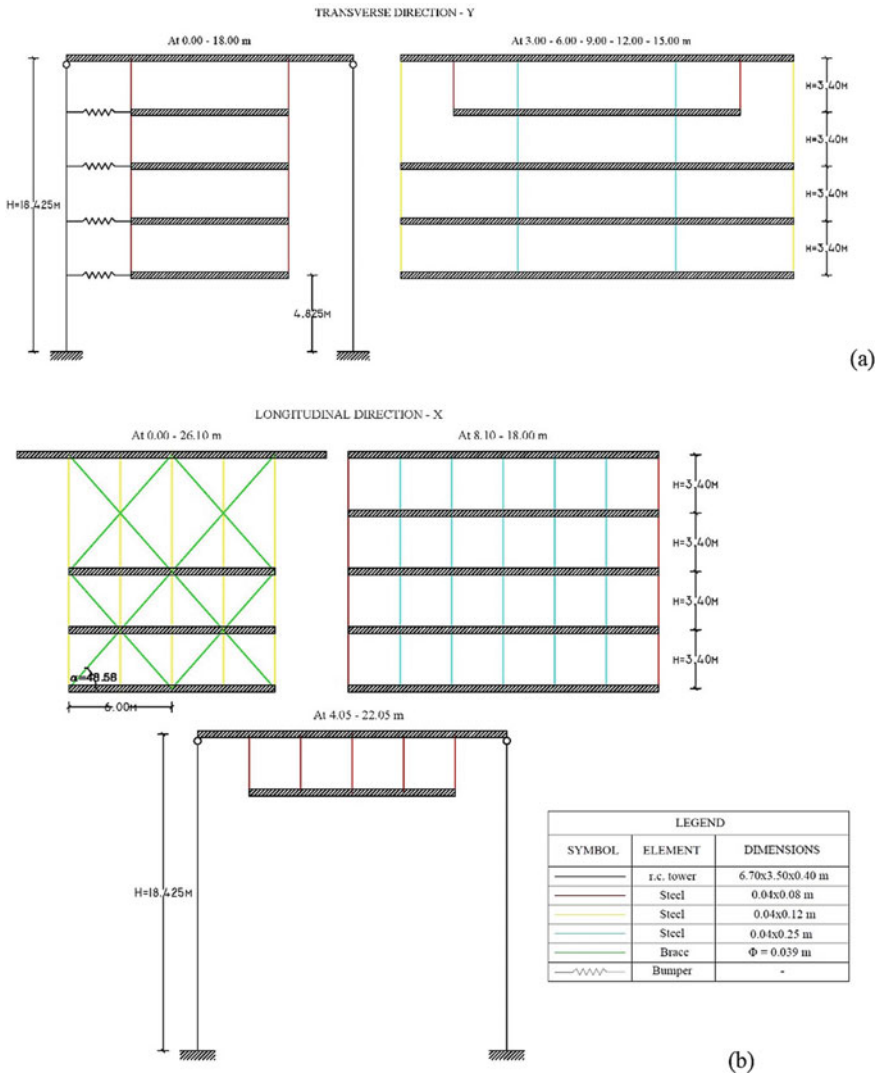 TRANSVERSE DIRECTION - Y
At 0.00 - 18.00 m
At 3.00 - 6.00 - 9.00 - 12.00 - 15.00 m
H=3.40M
H=3.40M
H=3.40M
H=3.40M
H=18.425M
4.825M
(a)
LONGITUDINAL DIRECTION - X
At 0.00 - 26.10 m
At 8.10 - 18.00 m
H=3.40M
H=3.40M
H=3.40M
H=3.40M
α=48.58
6.00M
At 4.05 - 22.05 m
H=18.425M
LEGEND
SYMBOL ELEMENT DIMENSIONS
r.c. tower 6.70x3.50x0.40 m
Steel 0.04x0.08 m
Steel 0.04x0.12 m
Steel 0.04x0.25 m
Brace Φ = 0.039 m
Bumper -
(b)